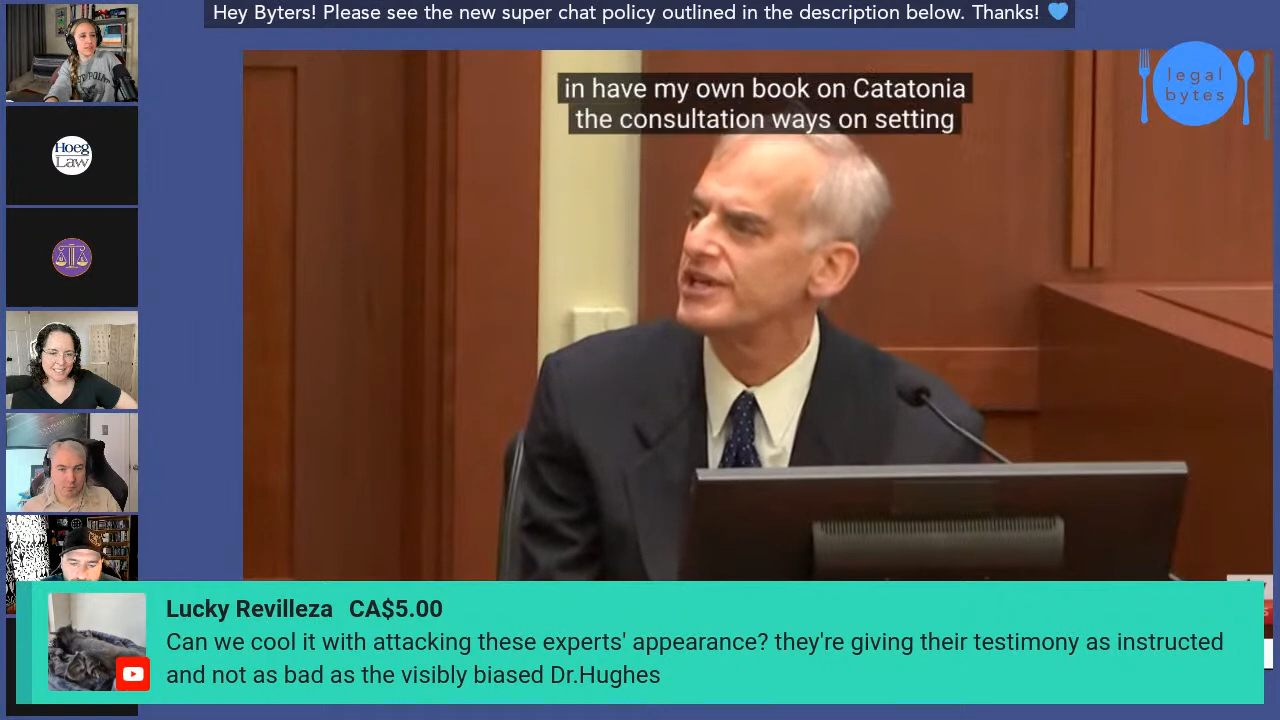 Hey Byters! Please see the new super chat policy outlined in the description below. Thanks! 💙
legal
bytes
in have my own book on Catatonia
the consultation ways on setting
Hoeg
Law
Lucky Revilleza CA$5.00
Can we cool it with attacking these experts' appearance? they're giving their testimony as instructed
and not as bad as the visibly biased Dr.Hughes